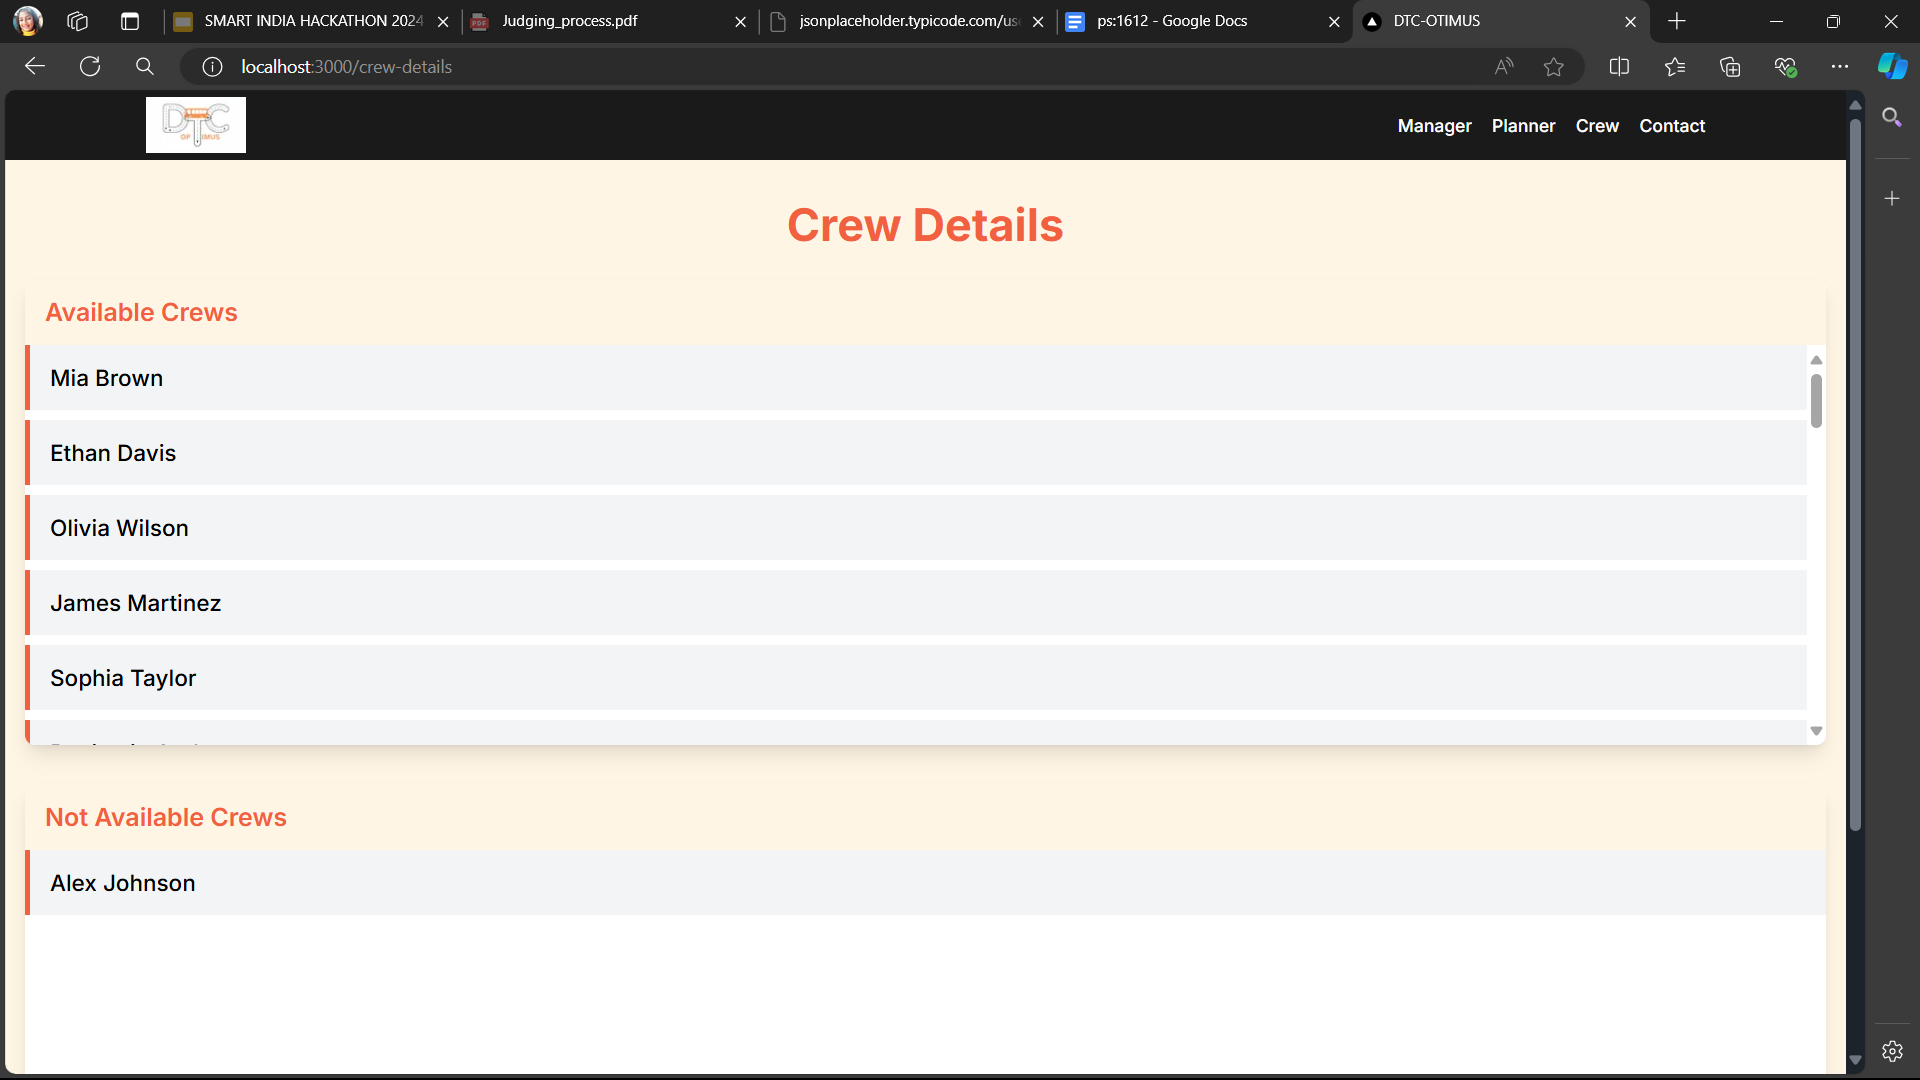 SMART INDIA HACKATHON 2024
Judging_process.pdf
jsonplaceholder.typicode.com/us
ps:1612 - Google Docs
DTC-OTIMUS
localhost:3000/crew-details
DTC
OP IMUS
Manager
Planner
Crew
Contact
Crew Details
Available Crews
Mia Brown
Ethan Davis
Olivia Wilson
James Martinez
Sophia Taylor
Not Available Crews
Alex Johnson